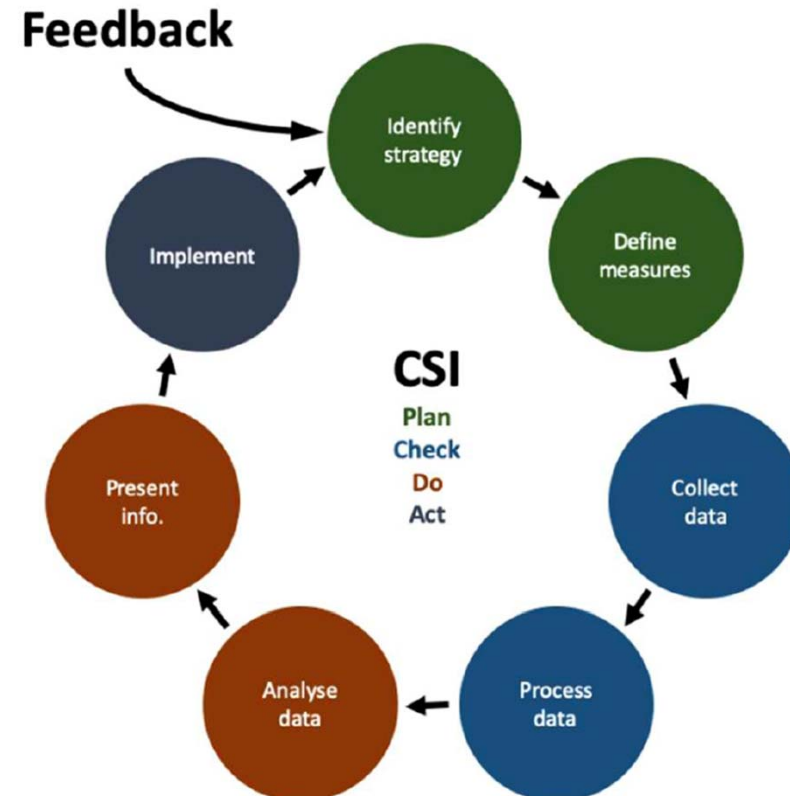 Feedback
Identify
strategy
Define
measures
Collect
data
Process
data
Analyse
data
Present
info.
Implement
CSI
Plan
Check
Do
Act